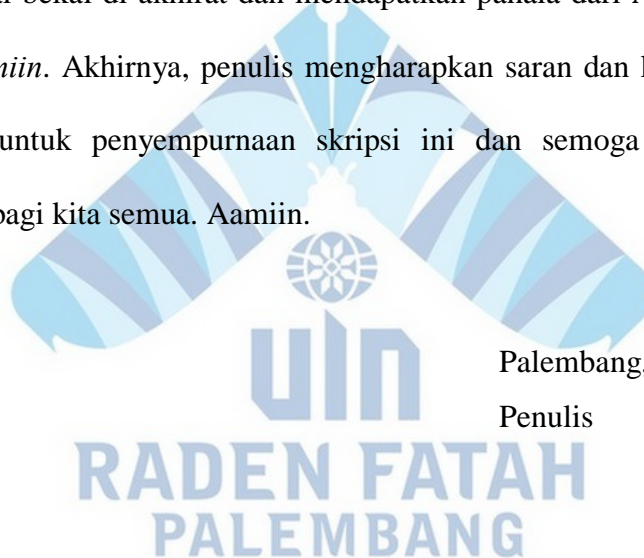 bekal di akhirat dan mendapatkan pahala dari
miin. Akhirnya, penulis mengharapkan saran dan
untuk penyempurnaan skripsi ini dan semoga
bagi kita semua. Aamiin.
Palembang,
Penulis
uin
RADEN FATAH
PALEMBANG